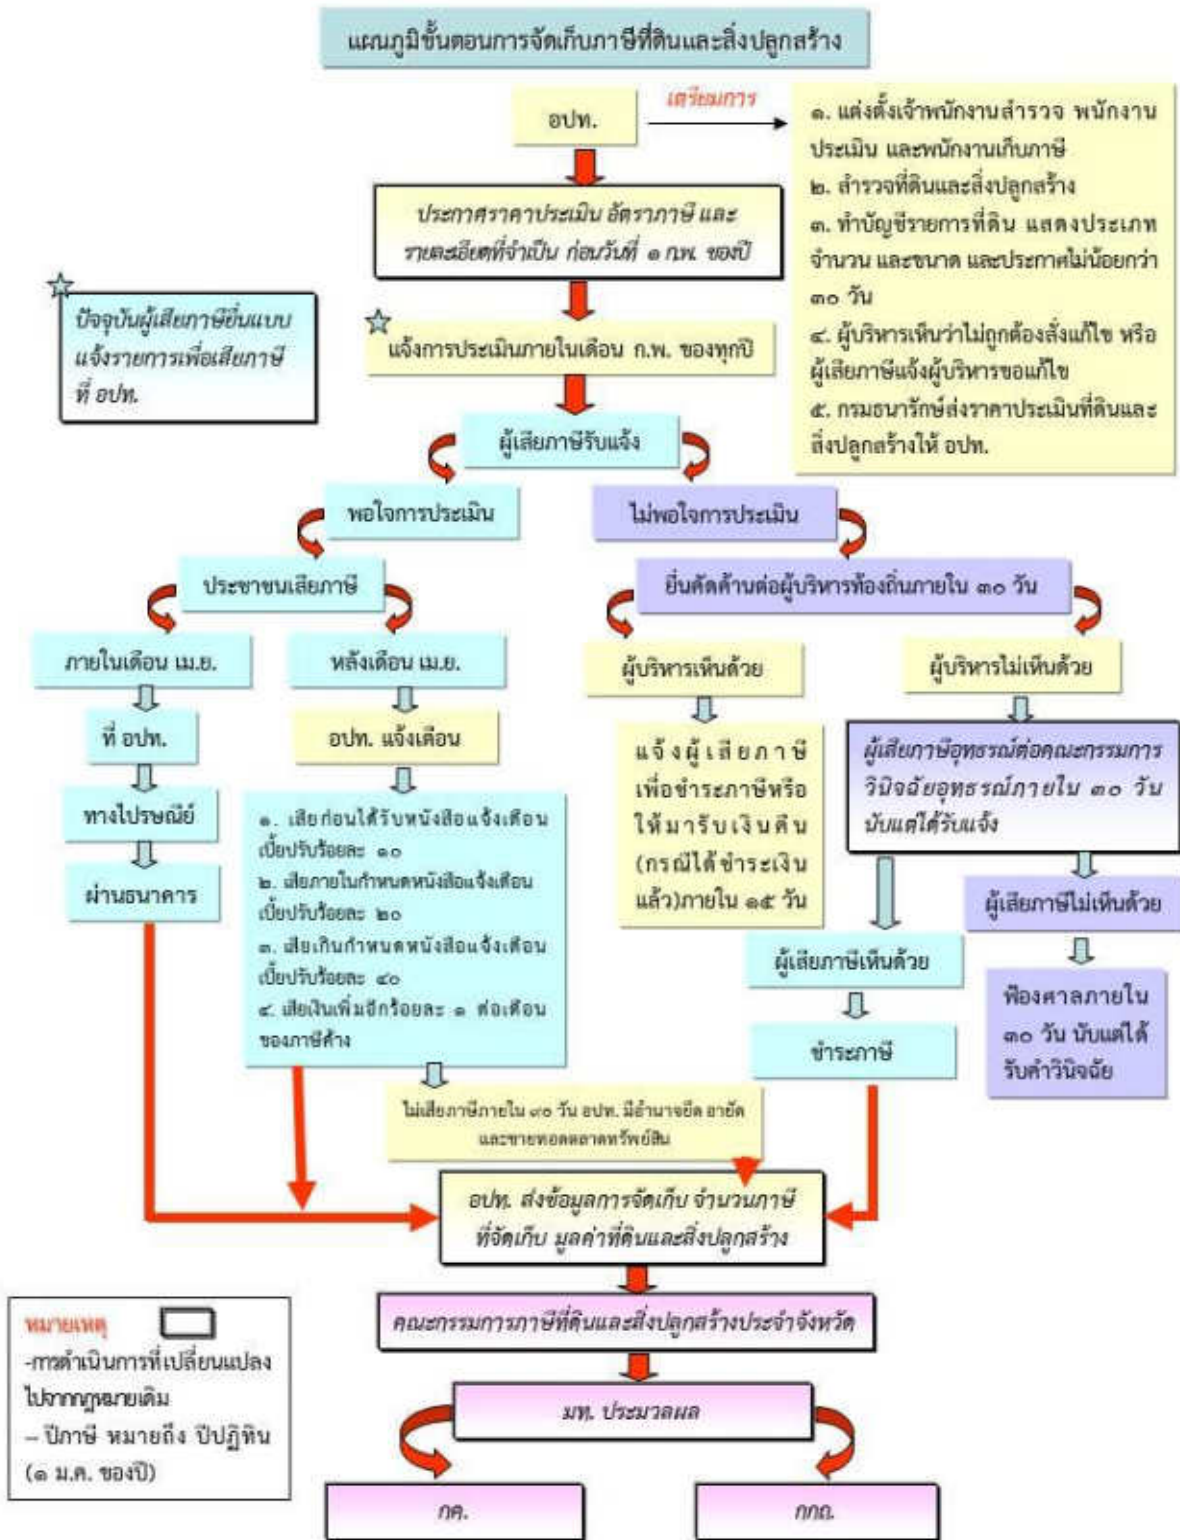 แผนภูมิขั้นตอนการจัดเก็บภาษีที่ดินและสิ่งปลูกสร้าง
อปท.
เตรียมการ
๑. แต่งตั้งเจ้าพนักงานสำรวจ พนักงาน
ประเมิน และพนักงานเก็บภาษี
๒. สำรวจที่ดินและสิ่งปลูกสร้าง
๓. ทำบัญชีรายการที่ดิน แสดงประเภท
จำนวน และขนาด และประกาศไม่น้อยกว่า
๓๐ วัน
๔. ผู้บริหารเห็นว่าไม่ถูกต้องสั่งแก้ไข หรือ
ผู้เสียภาษีแจ้งผู้บริหารขอแก้ไข
๕. กรมธนารักษ์ส่งราคาประเมินที่ดินและ
สิ่งปลูกสร้างให้ อปท.
ประกาศราคาประเมิน อัตราภาษี และ
รายละเอียดที่จำเป็น ก่อนวันที่ ๑ ก.พ. ของปี
ปัจจุบันผู้เสียภาษียื่นแบบ
แจ้งรายการเพื่อเสียภาษี
ที่ อปท.
แจ้งการประเมินภายในเดือน ก.พ. ของทุกปี
ผู้เสียภาษีรับแจ้ง
พอใจการประเมิน
ไม่พอใจการประเมิน
ประชาชนเสียภาษี
ยื่นคัดค้านต่อผู้บริหารท้องถิ่นภายใน ๓๐ วัน
ภายในเดือน เม.ย.
หลังเดือน เม.ย.
ผู้บริหารเห็นด้วย
ผู้บริหารไม่เห็นด้วย
ที่ อปท.
ทางไปรษณีย์
ผ่านธนาคาร
อปท. แจ้งเตือน
๑. เสียก่อนได้รับหนังสือแจ้งเตือน
เบี้ยปรับร้อยละ ๑๐
๒. เสียภายในกำหนดหนังสือแจ้งเตือน
เบี้ยปรับร้อยละ ๒๐
๓. เสียเกินกำหนดหนังสือแจ้งเตือน
เบี้ยปรับร้อยละ ๔๐
๔. เสียเงินเพิ่มอีกร้อยละ ๑ ต่อเดือน
ของภาษีค้าง
แจ้งผู้เสียภาษี
เพื่อชำระภาษีหรือ
ให้มารับเงินคืน
(กรณีได้ชำระเงิน
แล้ว)ภายใน ๑๕ วัน
ผู้เสียภาษีอุทธรณ์ต่อคณะกรรมการ
วินิจฉัยอุทธรณ์ภายใน ๓๐ วัน
นับแต่ได้รับแจ้ง
ผู้เสียภาษีเห็นด้วย
ชำระภาษี
ผู้เสียภาษีไม่เห็นด้วย
ฟ้องศาลภายใน
๓๐ วัน นับแต่ได้
รับคำวินิจฉัย
ไม่เสียภาษีภายใน ๙๐ วัน อปท. มีอำนาจยึด อายัด
และขายทอดตลาดทรัพย์สิน
อปท. ส่งข้อมูลการจัดเก็บ จำนวนภาษี
ที่จัดเก็บ มูลค่าที่ดินและสิ่งปลูกสร้าง
คณะกรรมการภาษีที่ดินและสิ่งปลูกสร้างประจำจังหวัด
มท. ประมวลผล
กค.
กกถ.
หมายเหตุ
-การดำเนินการที่เปลี่ยนแปลง
ไปจากกฎหมายเดิม
– ปีภาษี หมายถึง ปีปฏิทิน
(๑ ม.ค. ของปี)